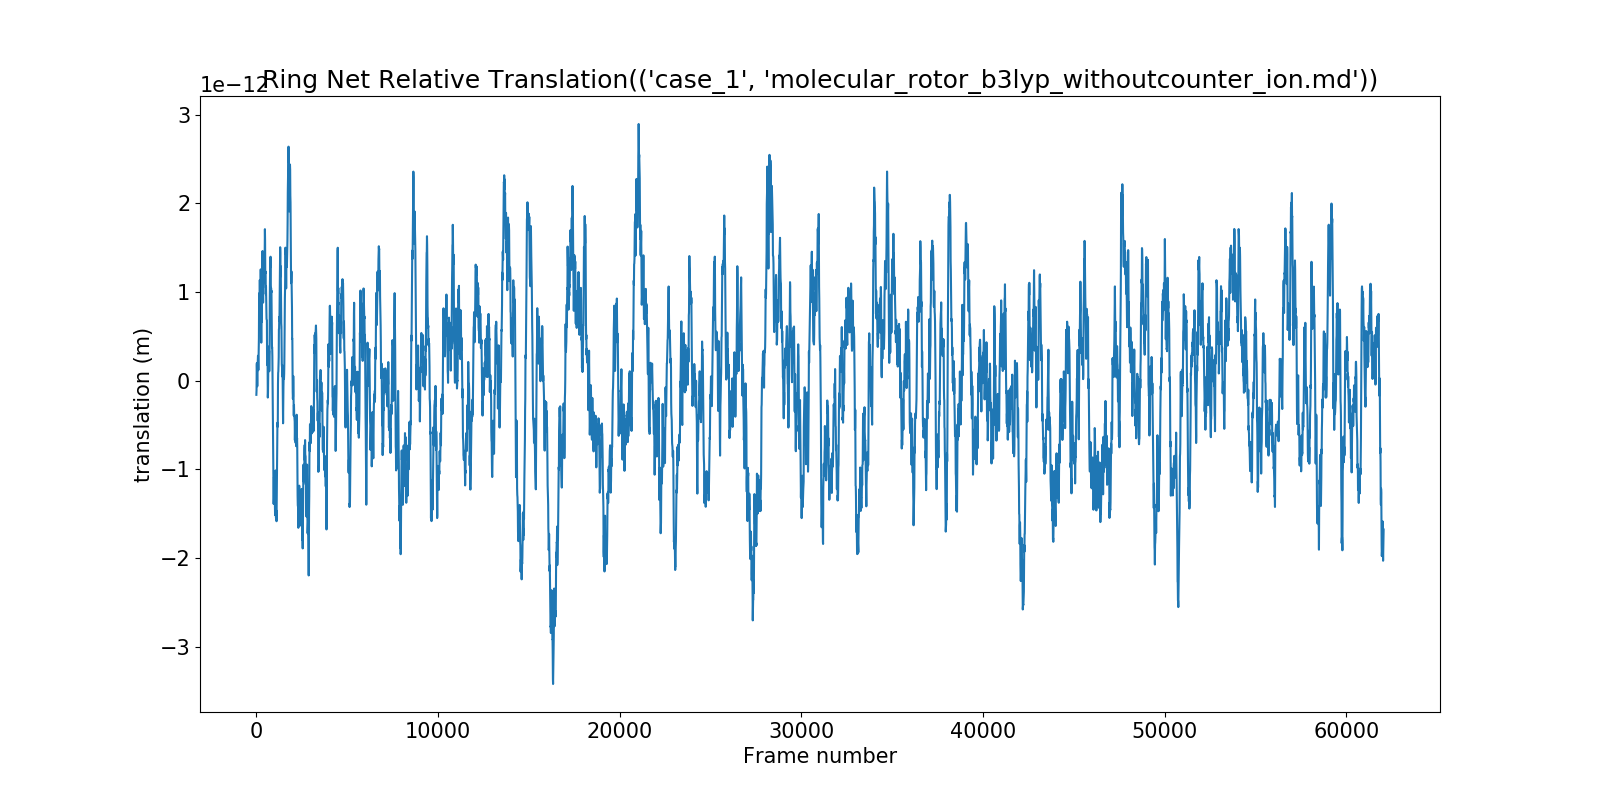 1e−12
Ring Net Relative Translation(('case_1', 'molecular_rotor_b3lyp_withoutcounter_ion.md'))
3
2
1
0
−1
−2
−3
translation (m)
0 10000 20000 30000 40000 50000 60000
Frame number